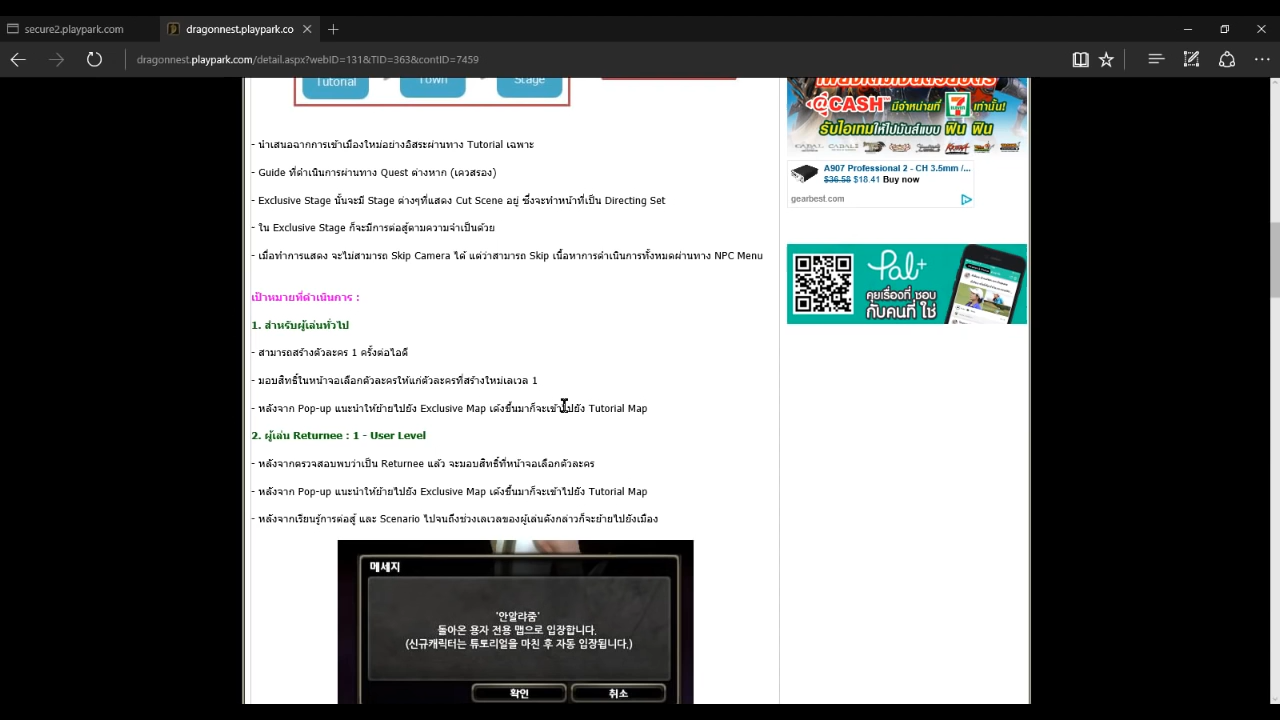 secure2.playpark.com
dragonnest.playpark.co
dragonnest.playpark.com/detail.aspx?webID=131&TID=363&contID=7459
Tutorial
Town
Stage
- นำเสนอฉากการเข้าเมืองใหม่อย่างอิสระผ่านทาง Tutorial เฉพาะ
- Guide ที่ดำเนินการผ่านทาง Quest ต่างหาก (เควสรอง)
- Exclusive Stage นั้นจะมี Stage ต่างๆที่แสดง Cut Scene อยู่ ซึ่งจะทำหน้าที่เป็น Directing Set
- ใน Exclusive Stage ก็จะมีการต่อสู้ตามความจำเป็นด้วย
- เมื่อทำการแสดง จะไม่สามารถ Skip Camera ได้ แต่ว่าสามารถ Skip เนื้อหาการดำเนินการทั้งหมดผ่านทาง NPC Menu
เป้าหมายที่ดำเนินการ :
1. สำหรับผู้เล่นทั่วไป
- สามารถสร้างตัวละคร 1 ครั้งต่อไอดี
- มอบสิทธิ์ในหน้าจอเลือกตัวละครให้แก่ตัวละครที่สร้างใหม่เลเวล 1
- หลังจาก Pop-up แนะนำให้ย้ายไปยัง Exclusive Map เด้งขึ้นมาก็จะเข้าไปยัง Tutorial Map
2. ผู้เล่น Returnee : 1 - User Level
- หลังจากตรวจสอบพบว่าเป็น Returnee แล้ว จะมอบสิทธิ์ที่หน้าจอเลือกตัวละคร
- หลังจาก Pop-up แนะนำให้ย้ายไปยัง Exclusive Map เด้งขึ้นมาก็จะเข้าไปยัง Tutorial Map
- หลังจากเรียนรู้การต่อสู้ และ Scenario ไปจนถึงช่วงเลเวลของผู้เล่นดังกล่าวก็จะย้ายไปยังเมือง
메세지
'안알랴줌'
돌아온 용자 전용 맵으로 입장합니다.
(신규캐릭터는 튜토리얼을 마친 후 자동 입장됩니다.)
확인
취소
@CASH มีจำหน่ายที่ 7 ELEVEN เท่านั้น!
รับไอเทมให้ไปมันส์แบบ ฟิน ฟิน
A907 Professional 2 - CH 3.5mm /...
$36.58 $18.41 Buy now
gearbest.com
Pal+
คุยเรื่องที่ ชอบ
กับคนที่ ใช่